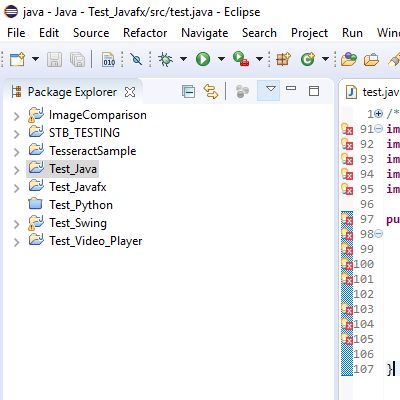 java - Java - Test_Javafx/src/test.java - Eclipse
File Edit Source Refactor Navigate Search Project Run Win
Package Explorer
test.jav
ImageComparison
STB_TESTING
TesseractSample
Test_Java
Test_Javafx
Test_Python
Test_Swing
Test_Video_Player
1 /*
91 im
92 im
93 im
94 im
95 im
96
97 pu
98
99
100
101
102
103
104
105
106
107 }